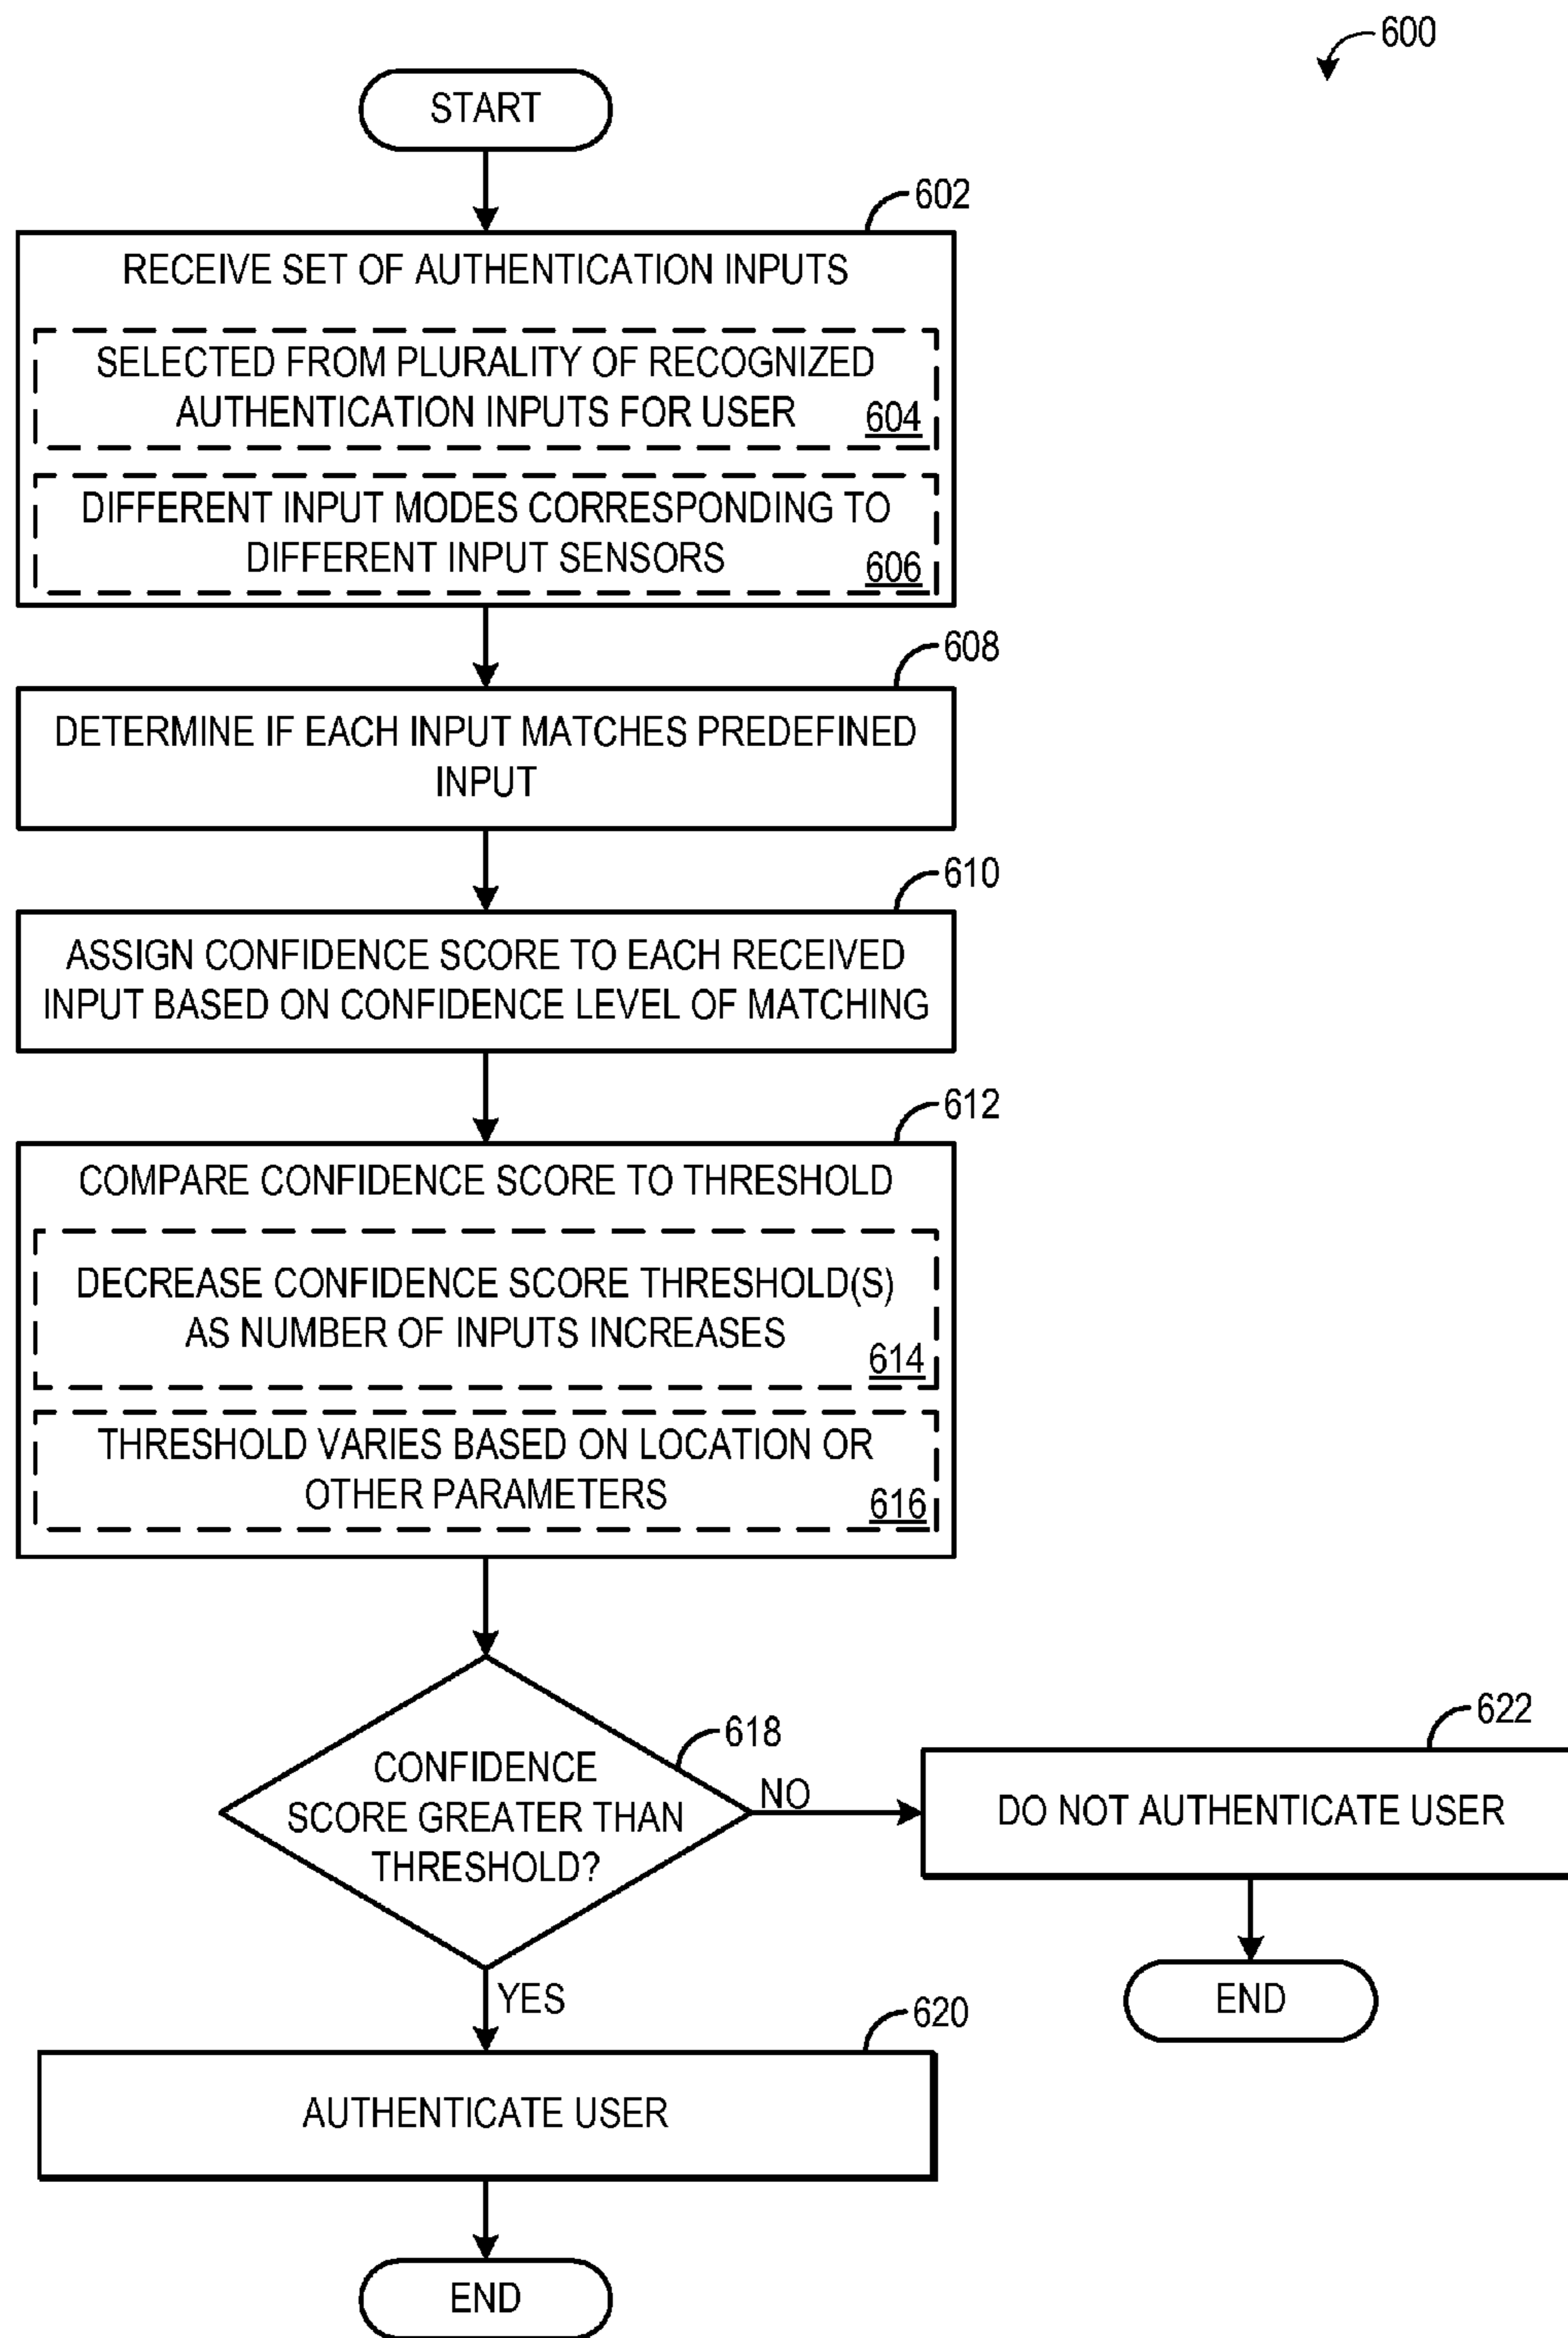 600
START
602
RECEIVE SET OF AUTHENTICATION INPUTS
SELECTED FROM PLURALITY OF RECOGNIZED
AUTHENTICATION INPUTS FOR USER
604
DIFFERENT INPUT MODES CORRESPONDING TO
DIFFERENT INPUT SENSORS
606
608
DETERMINE IF EACH INPUT MATCHES PREDEFINED
INPUT
610
ASSIGN CONFIDENCE SCORE TO EACH RECEIVED
INPUT BASED ON CONFIDENCE LEVEL OF MATCHING
612
COMPARE CONFIDENCE SCORE TO THRESHOLD
DECREASE CONFIDENCE SCORE THRESHOLD(S)
AS NUMBER OF INPUTS INCREASES
614
THRESHOLD VARIES BASED ON LOCATION OR
OTHER PARAMETERS
616
618
CONFIDENCE
SCORE GREATER THAN
THRESHOLD?
NO
622
DO NOT AUTHENTICATE USER
END
YES
620
AUTHENTICATE USER
END